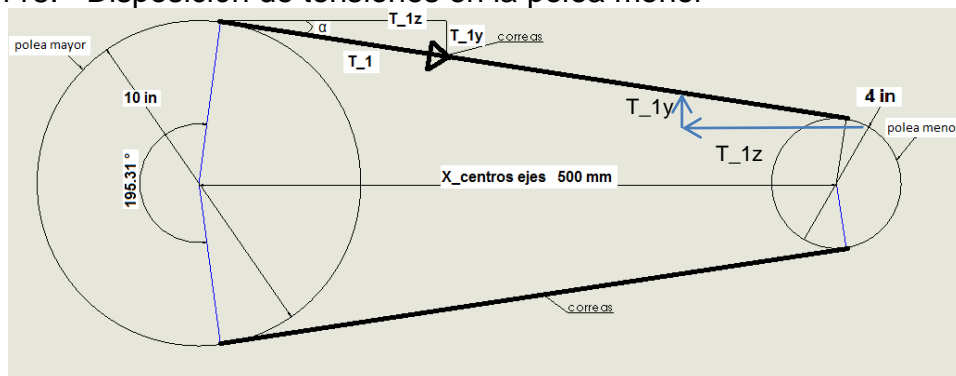 Disposición de tensiones en la polea menor
T_1z
α
T_1y
correas
polea mayor
T_1
10 in
4 in
T_1y
polea meno
T_1z
195.31 °
X_centros ejes 500 mm
correas